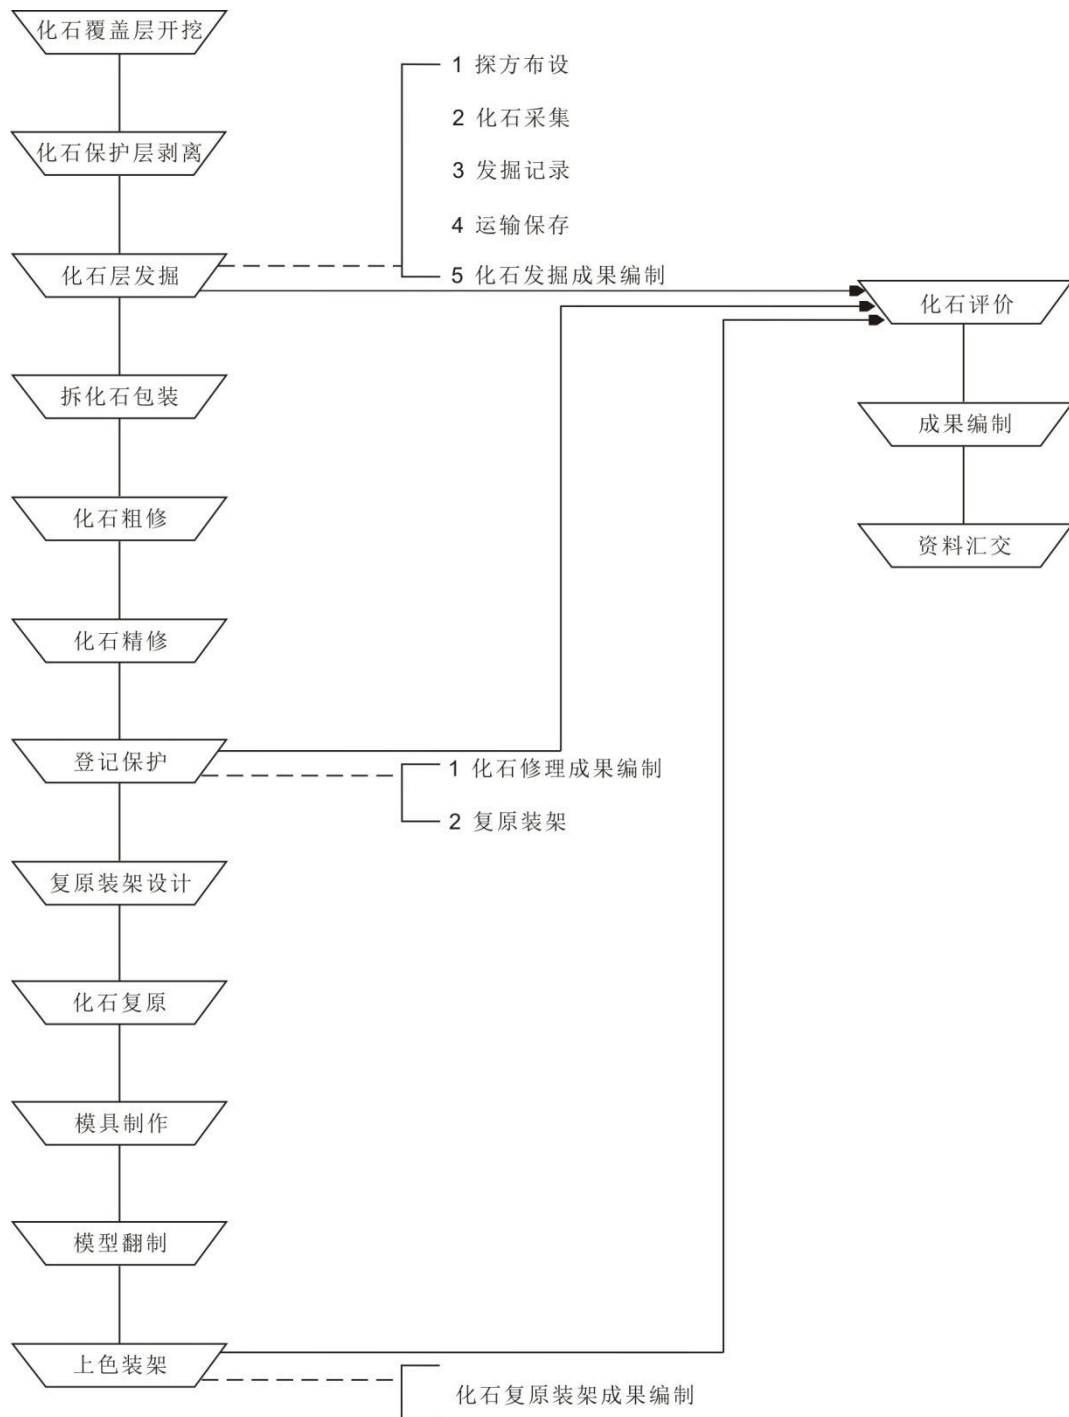 化石覆盖层开挖
化石保护层剥离
化石层发掘
1 探方布设
2 化石采集
3 发掘记录
4 运输保存
5 化石发掘成果编制
拆化石包装
化石粗修
化石精修
登记保护
1 化石修理成果编制
2 复原装架
复原装架设计
化石复原
模具制作
模型翻制
上色装架
化石复原装架成果编制
化石评价
成果编制
资料汇交